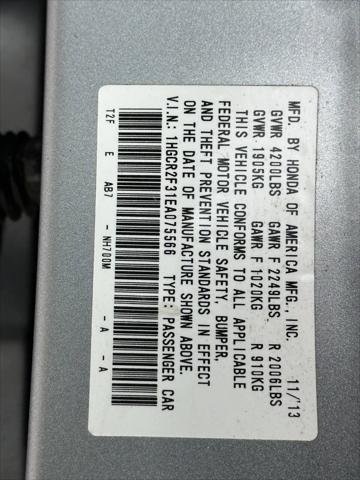 MFD. BY HONDA OF AMERICA MFG., INC. 11/'13
GVWR 4200LBS GAWR F 2249LBS. R 2006LBS
GVWR 1905KG GAWR F 1020KG R 910KG
THIS VEHICLE CONFORMS TO ALL APPLICABLE
FEDERAL MOTOR VEHICLE SAFETY, BUMPER,
AND THEFT PREVENTION STANDARDS IN EFFECT
ON THE DATE OF MANUFACTURE SHOWN ABOVE.
V.I.N.: 1HGCR2F31EA075566 TYPE: PASSENGER CAR
T2F E AB7 - NH700M - A - A